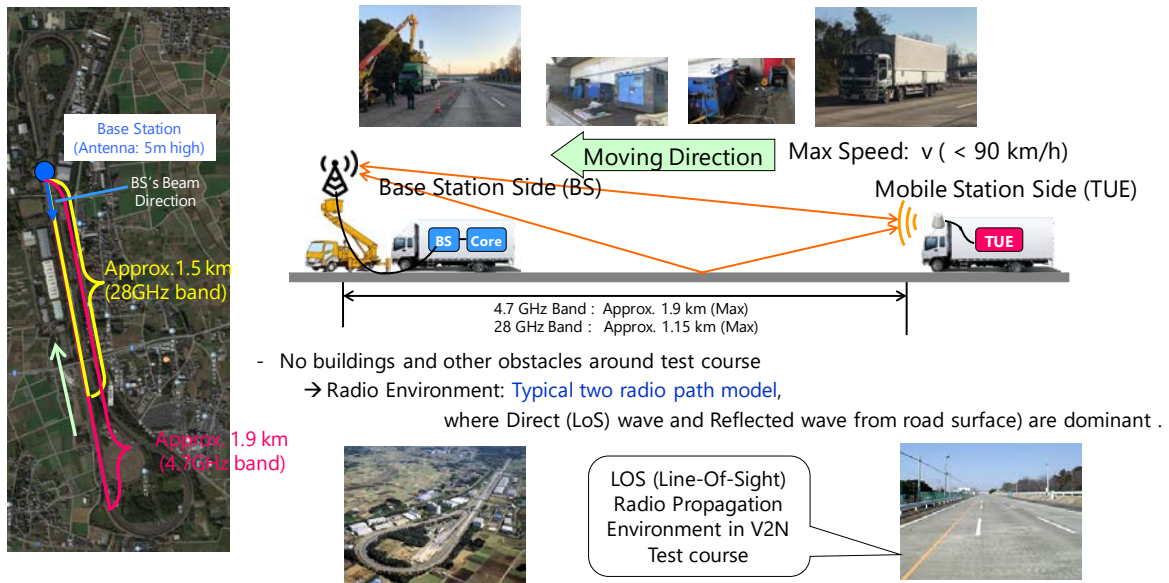 Base Station
(Antenna: 5m high)
BS's Beam
Direction
Approx.1.5 km
(28GHz band)
Approx. 1.9 km
(4.7GHz band)
Moving Direction
Max Speed: v ( < 90 km/h)
Base Station Side (BS)
Mobile Station Side (TUE)
BS
Core
TUE
4.7 GHz Band : Approx. 1.9 km (Max)
28 GHz Band : Approx. 1.15 km (Max)
- No buildings and other obstacles around test course
→ Radio Environment: Typical two radio path model,
where Direct (LoS) wave and Reflected wave from road surface) are dominant .
LOS (Line-Of-Sight)
Radio Propagation
Environment in V2N
Test course